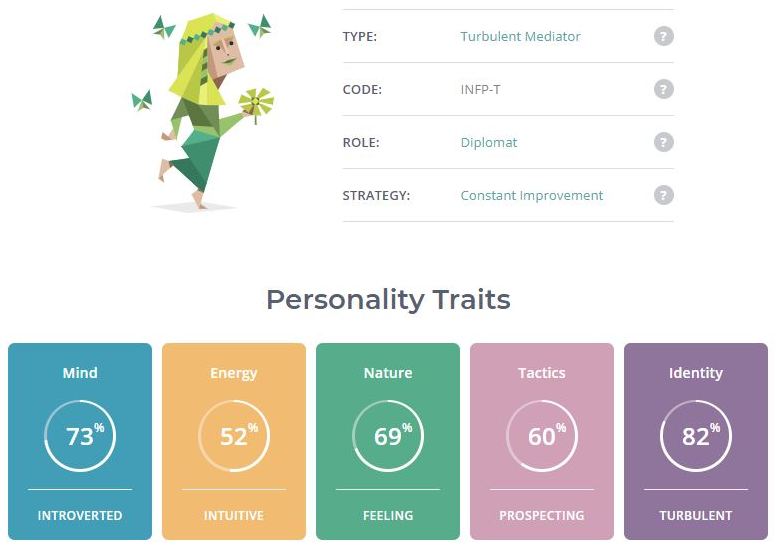 TYPE: Turbulent Mediator ?
CODE: INFP-T ?
ROLE: Diplomat ?
STRATEGY: Constant Improvement ?
Personality Traits
Mind Energy Nature Tactics Identity
73% 52% 69% 60% 82%
INTROVERTED INTUITIVE FEELING PROSPECTING TURBULENT